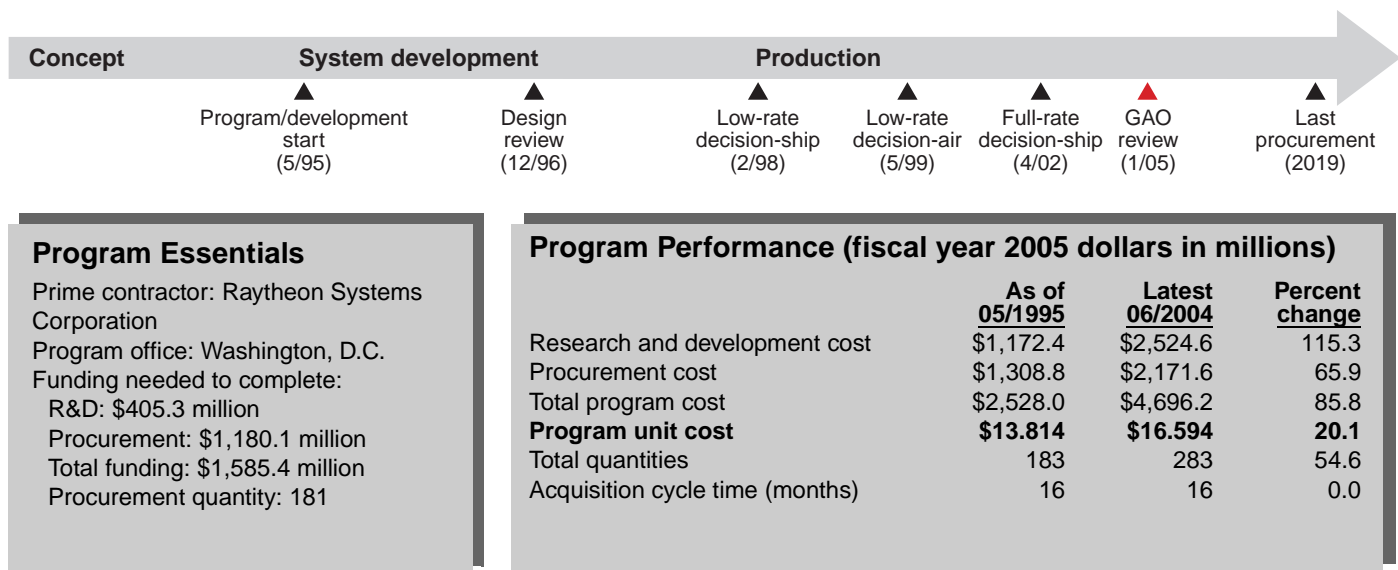 Concept System development Production
Program/development start (5/95)
Design review (12/96)
Low-rate decision-ship (2/98)
Low-rate decision-air (5/99)
Full-rate decision-ship (4/02)
GAO review (1/05)
Last procurement (2019)
Program Essentials
Prime contractor: Raytheon Systems
Corporation
Program office: Washington, D.C.
Funding needed to complete:
R&D: $405.3 million
Procurement: $1,180.1 million
Total funding: $1,585.4 million
Procurement quantity: 181
Program Performance (fiscal year 2005 dollars in millions)
As of Latest Percent
05/1995 06/2004 change
Research and development cost $1,172.4 $2,524.6 115.3
Procurement cost $1,308.8 $2,171.6 65.9
Total program cost $2,528.0 $4,696.2 85.8
Program unit cost $13.814 $16.594 20.1
Total quantities 183 283 54.6
Acquisition cycle time (months) 16 16 0.0